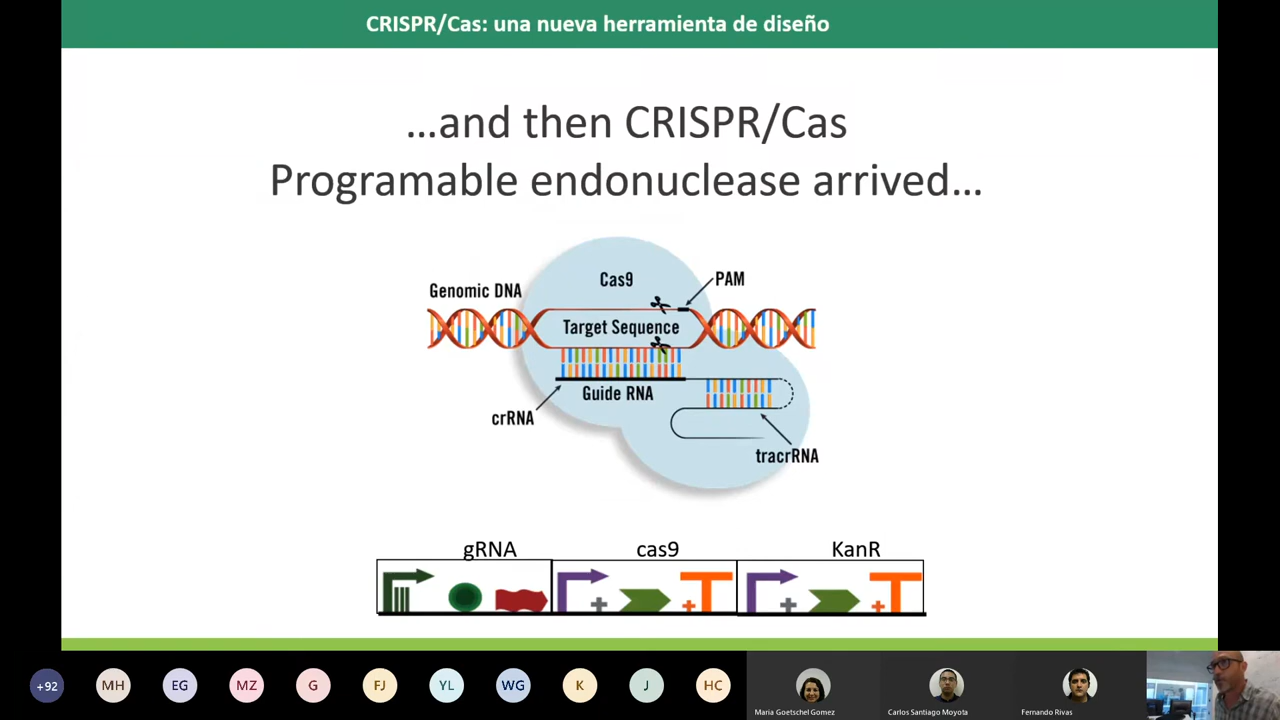 CRISPR/Cas: una nueva herramienta de diseño
...and then CRISPR/Cas
Programable endonuclease arrived...
Cas9
PAM
Genomic DNA
Target Sequence
Guide RNA
crRNA
tracrRNA
gRNA
cas9
KanR
+92
MH
EG
MZ
G
FJ
YL
WG
K
J
HC
Maria Goetschel Gomez
Carlos Santiago Moyota
Fernando Rivas